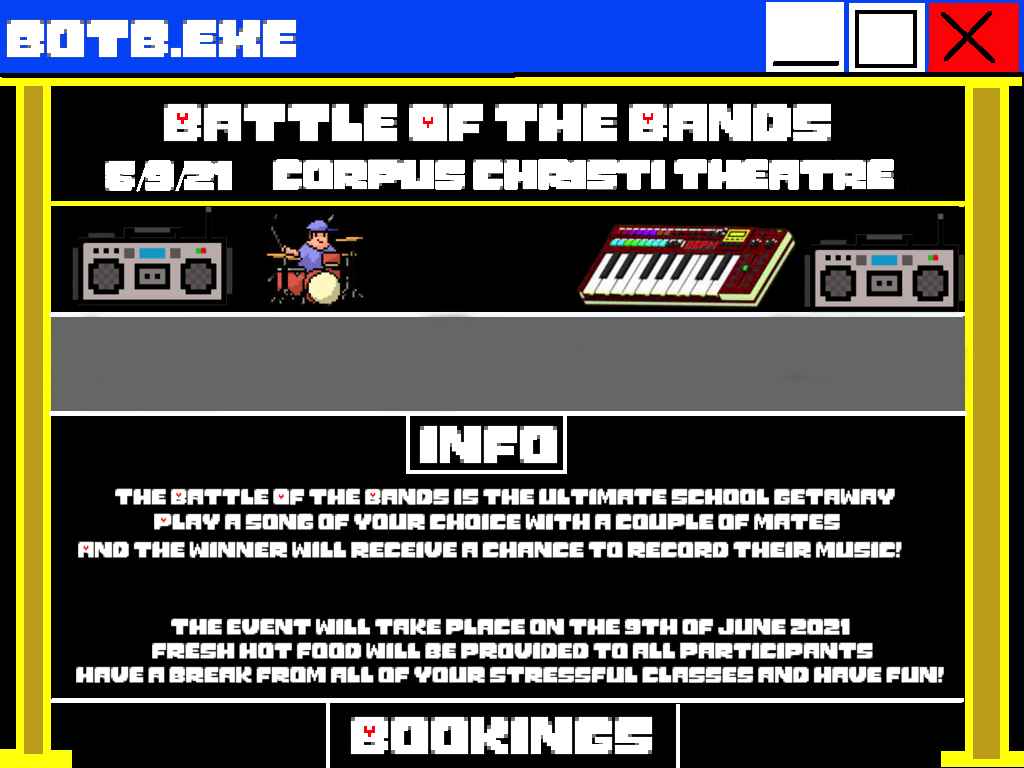 BOTB.EXE
BATTLE OF THE BANDS
6/9/21 CORPUS CHRISTI THEATRE
INFO
THE BATTLE OF THE BANDS IS THE ULTIMATE SCHOOL GETAWAY
PLAY A SONG OF YOUR CHOICE WITH A COUPLE OF MATES
AND THE WINNER WILL RECEIVE A CHANCE TO RECORD THEIR MUSIC!
THE EVENT WILL TAKE PLACE ON THE 9TH OF JUNE 2021
FRESH HOT FOOD WILL BE PROVIDED TO ALL PARTICIPANTS
HAVE A BREAK FROM ALL OF YOUR STRESSFUL CLASSES AND HAVE FUN!
BOOKINGS